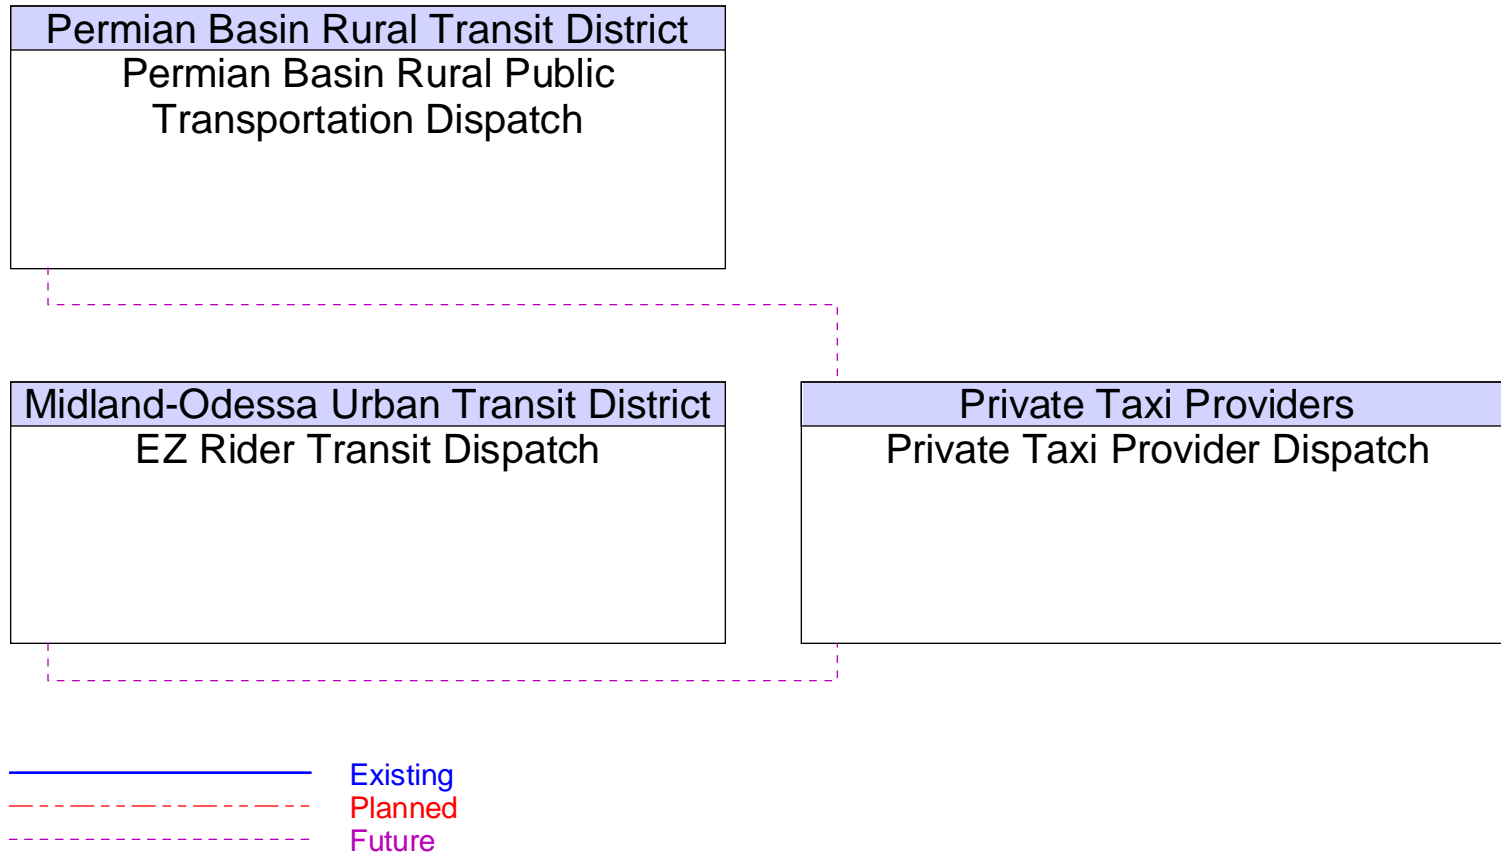 Permian Basin Rural Transit District
Permian Basin Rural Public
Transportation Dispatch
Midland-Odessa Urban Transit District
EZ Rider Transit Dispatch
Private Taxi Providers
Private Taxi Provider Dispatch
Existing
Planned
Future